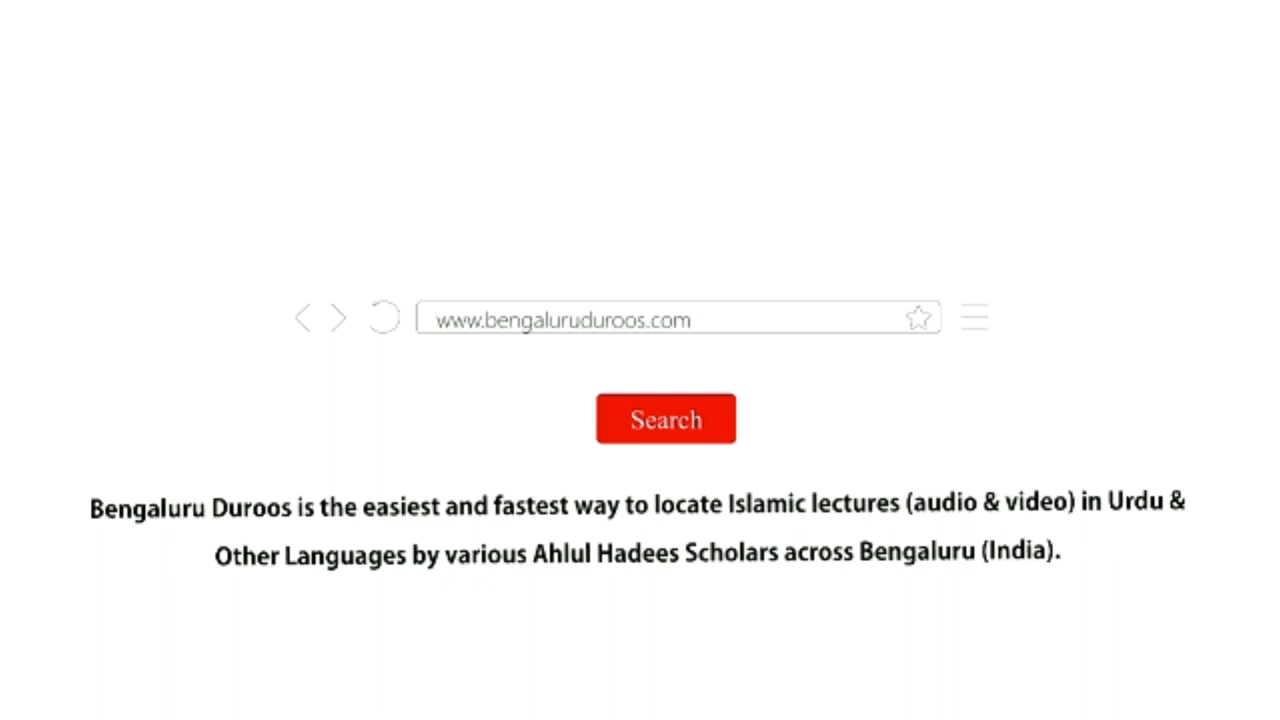 www.bengaluruduroos.com
Search
Bengaluru Duroos is the easiest and fastest way to locate Islamic lectures (audio & video) in Urdu &
Other Languages by various Ahlul Hadees Scholars across Bengaluru (India).